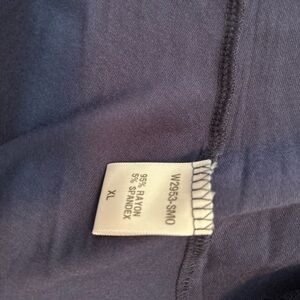 W2953-SMO
95% RAYON
5% SPANDEX
XL